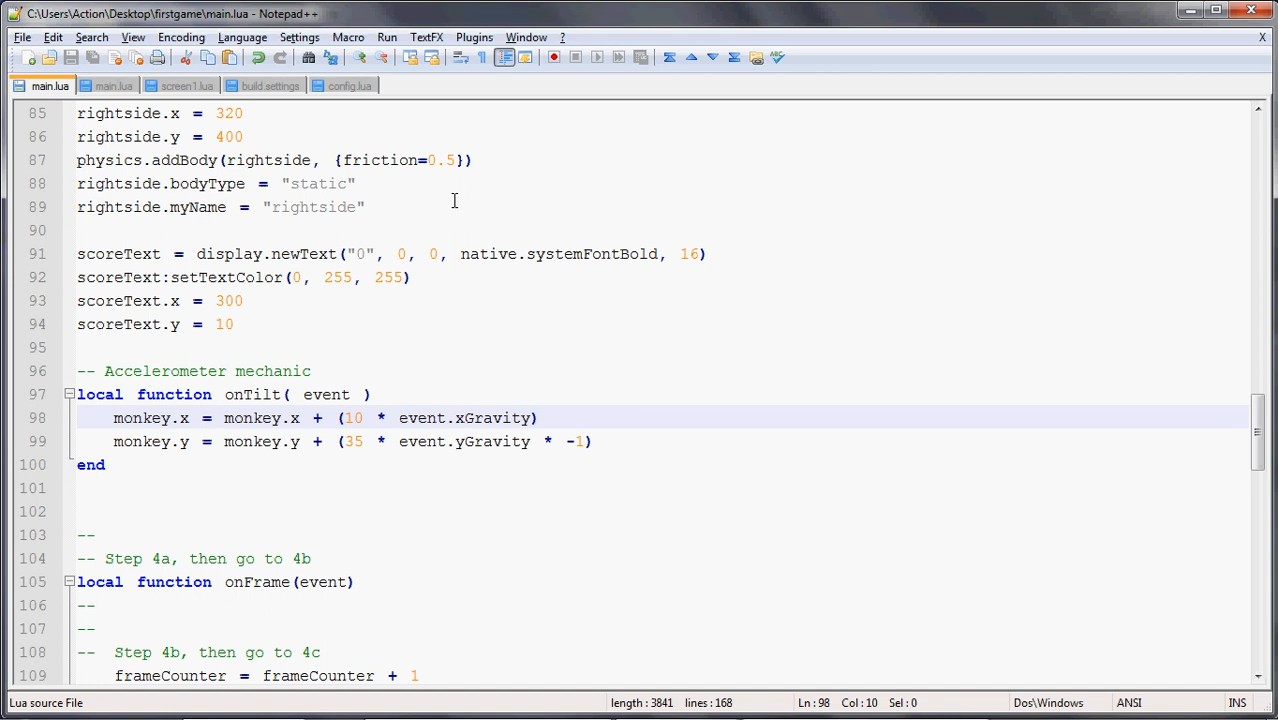 C:\Users\Action\Desktop\firstgame\main.lua - Notepad++
File Edit Search View Encoding Language Settings Macro Run TextFX Plugins Window ? X
main.lua main.lua screen1.lua build.settings config.lua
85 rightside.x = 320
86 rightside.y = 400
87 physics.addBody(rightside, {friction=0.5})
88 rightside.bodyType = "static"
89 rightside.myName = "rightside"
90
91 scoreText = display.newText("0", 0, 0, native.systemFontBold, 16)
92 scoreText:setTextColor(0, 255, 255)
93 scoreText.x = 300
94 scoreText.y = 10
95
96 -- Accelerometer mechanic
97 local function onTilt( event )
98 monkey.x = monkey.x + (10 * event.xGravity)
99 monkey.y = monkey.y + (35 * event.yGravity * -1)
100 end
101
102
103 --
104 -- Step 4a, then go to 4b
105 local function onFrame(event)
106 --
107 --
108 -- Step 4b, then go to 4c
109 frameCounter = frameCounter + 1
Lua source File length : 3841 lines : 168 Ln : 98 Col : 10 Sel : 0 Dos\Windows ANSI INS